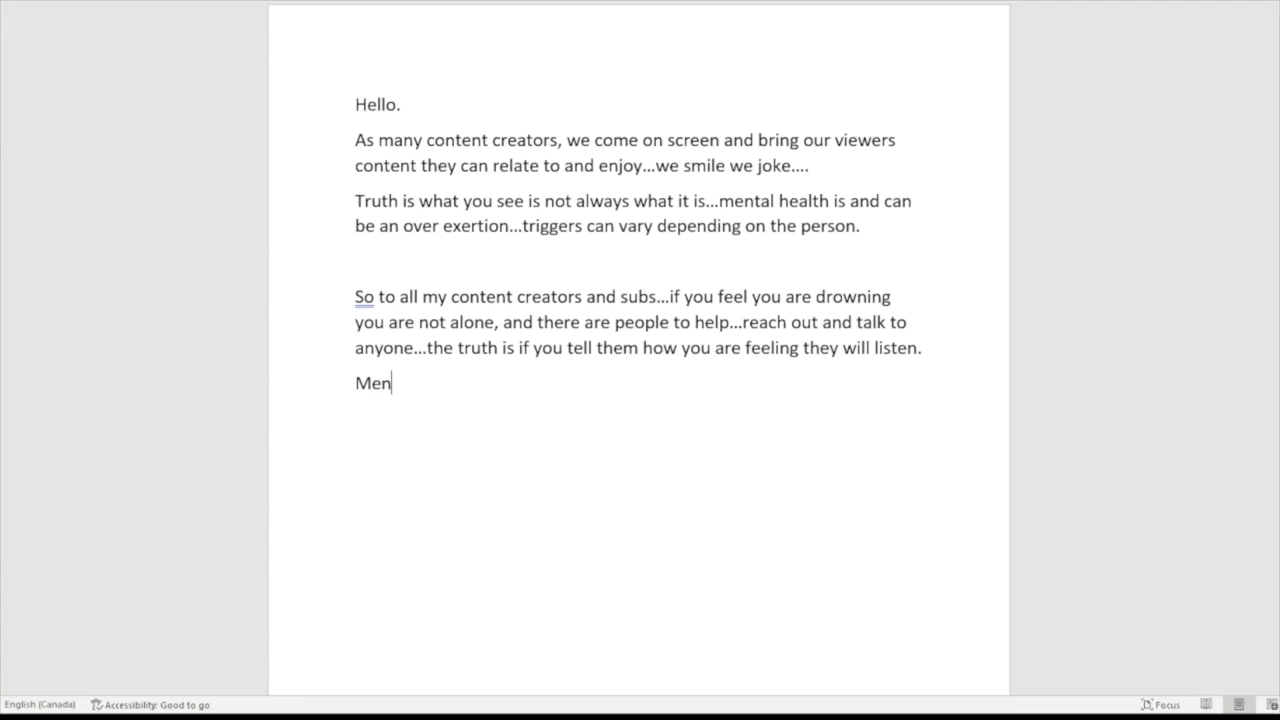 Hello.
As many content creators, we come on screen and bring our viewers
content they can relate to and enjoy...we smile we joke....
Truth is what you see is not always what it is...mental health is and can
be an over exertion...triggers can vary depending on the person.
So to all my content creators and subs...if you feel you are drowning
you are not alone, and there are people to help...reach out and talk to
anyone...the truth is if you tell them how you are feeling they will listen.
Men
English (Canada) Accessibility: Good to go Focus